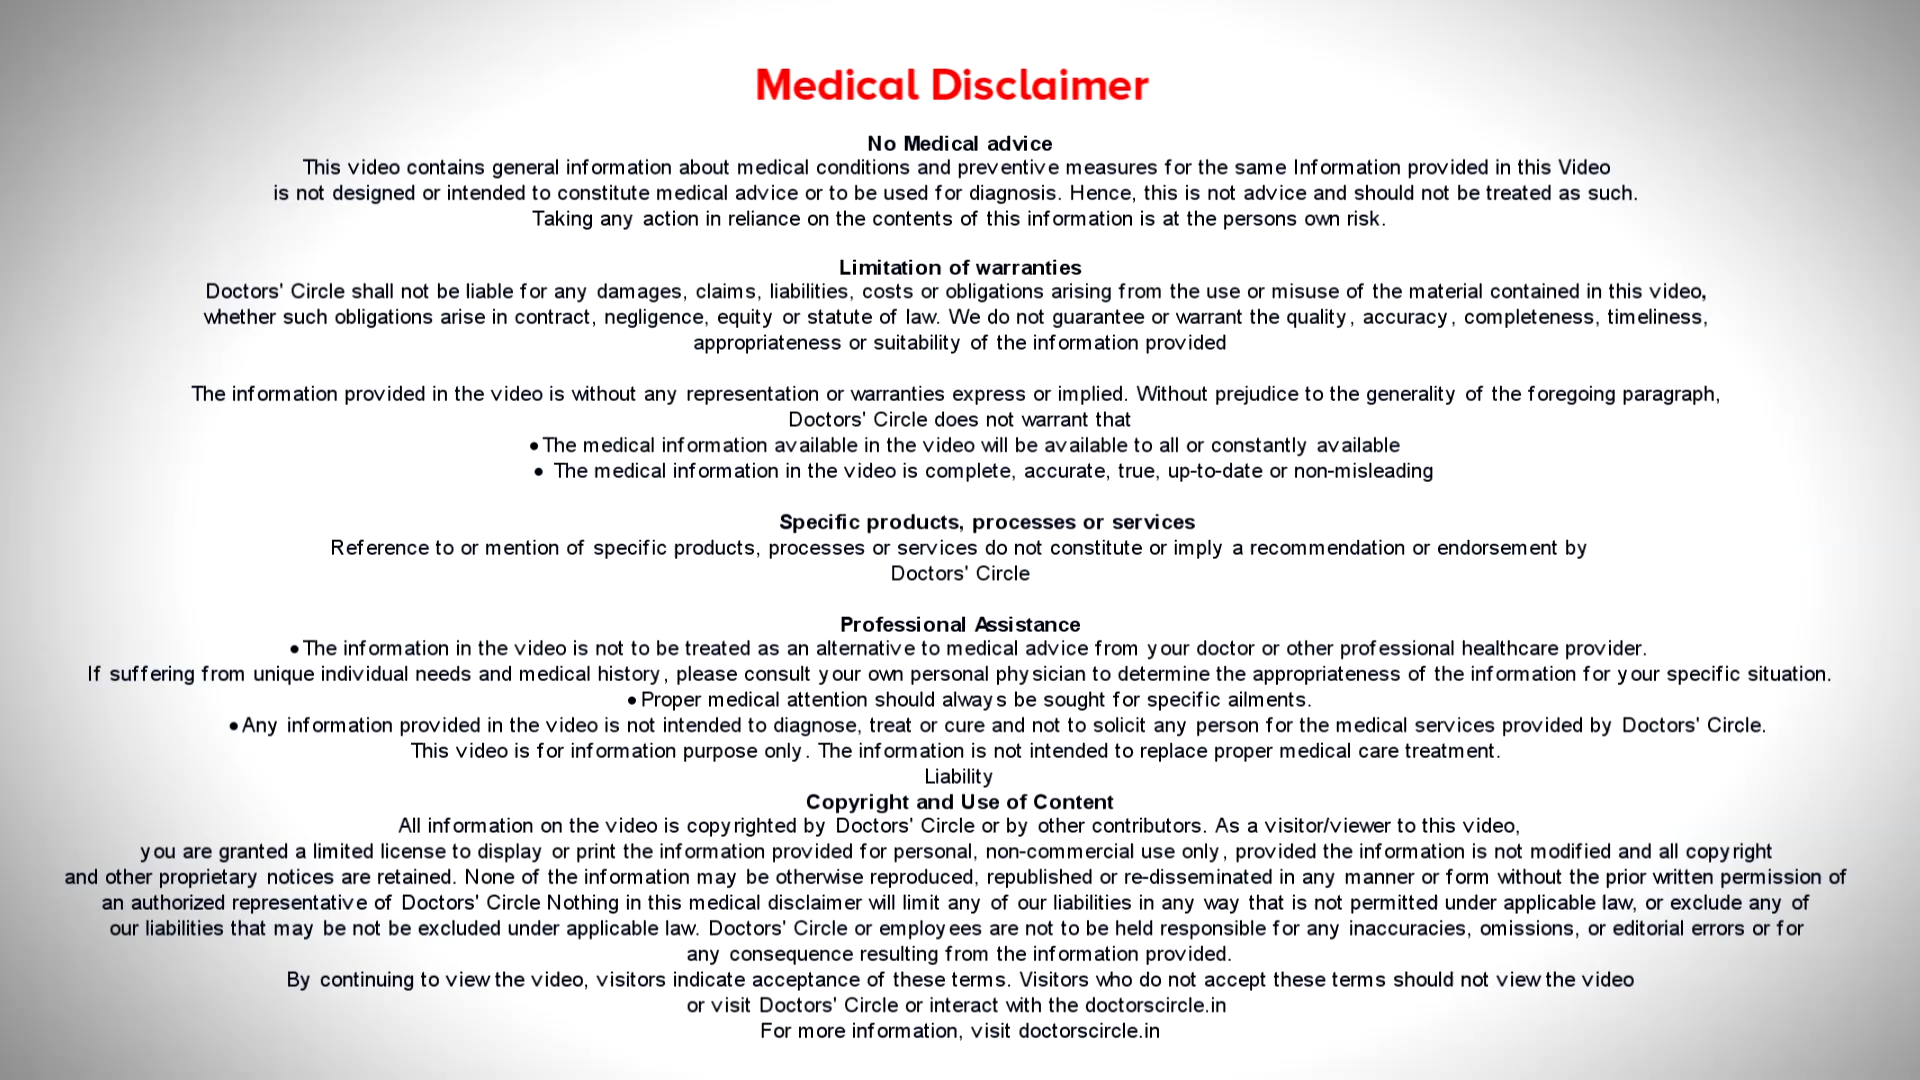 Medical Disclaimer
No Medical advice
This video contains general information about medical conditions and preventive measures for the same Information provided in this Video
is not designed or intended to constitute medical advice or to be used for diagnosis. Hence, this is not advice and should not be treated as such.
Taking any action in reliance on the contents of this information is at the persons own risk.
Limitation of warranties
Doctors' Circle shall not be liable for any damages, claims, liabilities, costs or obligations arising from the use or misuse of the material contained in this video,
whether such obligations arise in contract, negligence, equity or statute of law. We do not guarantee or warrant the quality, accuracy, completeness, timeliness,
appropriateness or suitability of the information provided
The information provided in the video is without any representation or warranties express or implied. Without prejudice to the generality of the foregoing paragraph,
Doctors' Circle does not warrant that
• The medical information available in the video will be available to all or constantly available
• The medical information in the video is complete, accurate, true, up-to-date or non-misleading
Specific products, processes or services
Reference to or mention of specific products, processes or services do not constitute or imply a recommendation or endorsement by
Doctors' Circle
Professional Assistance
• The information in the video is not to be treated as an alternative to medical advice from your doctor or other professional healthcare provider.
If suffering from unique individual needs and medical history, please consult your own personal physician to determine the appropriateness of the information for your specific situation.
• Proper medical attention should always be sought for specific ailments.
• Any information provided in the video is not intended to diagnose, treat or cure and not to solicit any person for the medical services provided by Doctors' Circle.
This video is for information purpose only. The information is not intended to replace proper medical care treatment.
Liability
Copyright and Use of Content
All information on the video is copyrighted by Doctors' Circle or by other contributors. As a visitor/viewer to this video,
you are granted a limited license to display or print the information provided for personal, non-commercial use only, provided the information is not modified and all copyright
and other proprietary notices are retained. None of the information may be otherwise reproduced, republished or re-disseminated in any manner or form without the prior written permission of
an authorized representative of Doctors' Circle Nothing in this medical disclaimer will limit any of our liabilities in any way that is not permitted under applicable law, or exclude any of
our liabilities that may be not be excluded under applicable law. Doctors' Circle or employees are not to be held responsible for any inaccuracies, omissions, or editorial errors or for
any consequence resulting from the information provided.
By continuing to view the video, visitors indicate acceptance of these terms. Visitors who do not accept these terms should not view the video
or visit Doctors' Circle or interact with the doctorscircle.in
For more information, visit doctorscircle.in